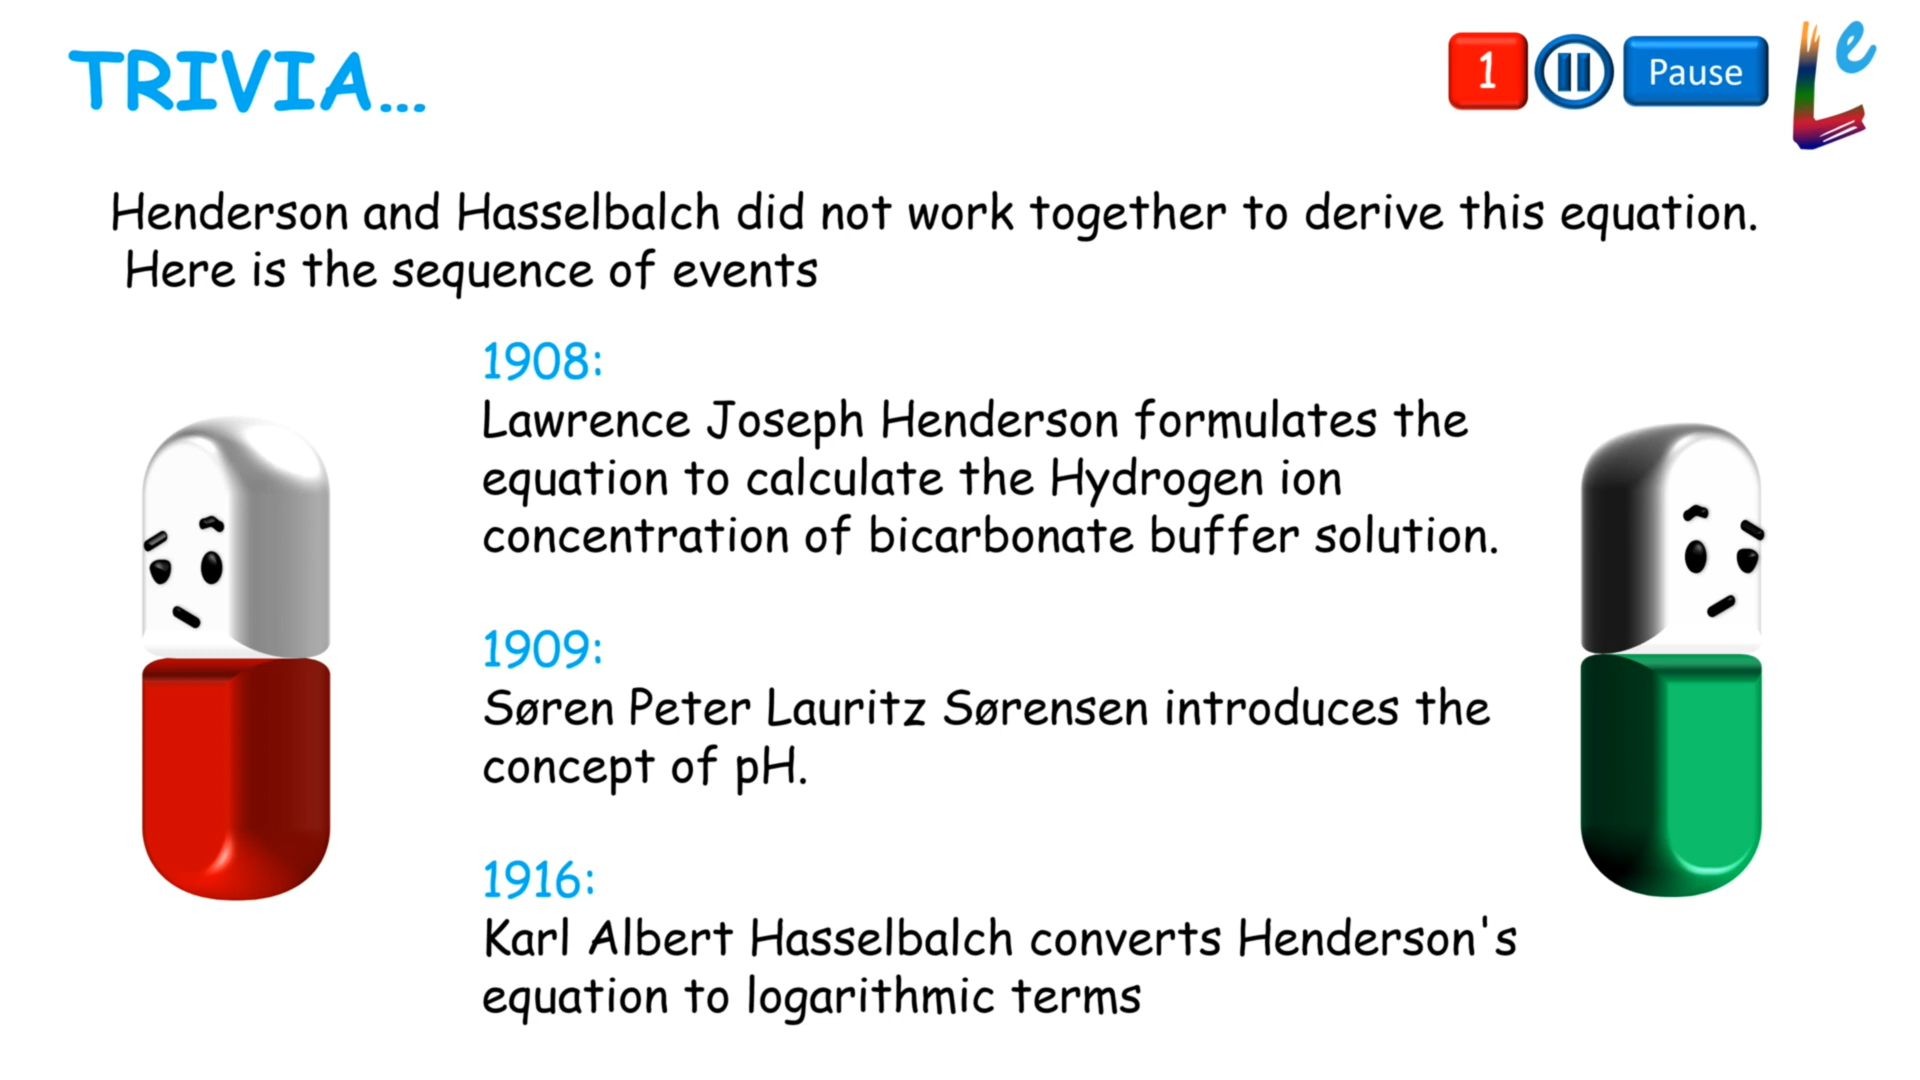 TRIVIA...
1
Pause
Le
Henderson and Hasselbalch did not work together to derive this equation.
Here is the sequence of events
1908:
Lawrence Joseph Henderson formulates the
equation to calculate the Hydrogen ion
concentration of bicarbonate buffer solution.
1909:
Søren Peter Lauritz Sørensen introduces the
concept of pH.
1916:
Karl Albert Hasselbalch converts Henderson's
equation to logarithmic terms